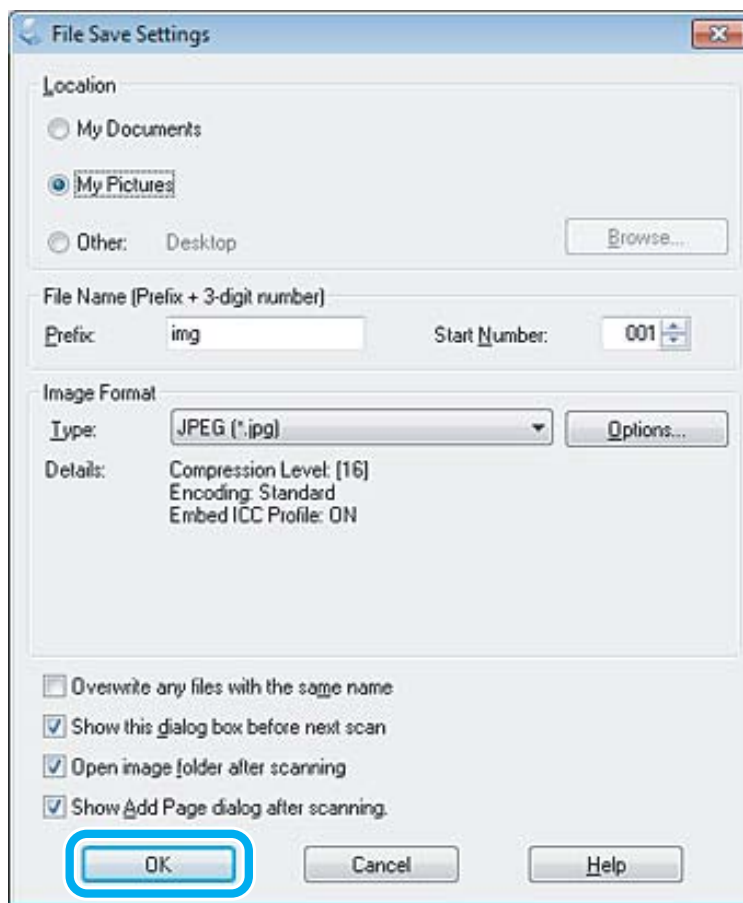 File Save Settings
Location
My Documents
My Pictures
Other: Desktop Browse...
File Name (Prefix + 3-digit number)
Prefix: img Start Number: 001
Image Format
Type: JPEG (*.jpg) Options...
Details: Compression Level: [16]
Encoding: Standard
Embed ICC Profile: ON
Overwrite any files with the same name
Show this dialog box before next scan
Open image folder after scanning
Show Add Page dialog after scanning.
OK Cancel Help